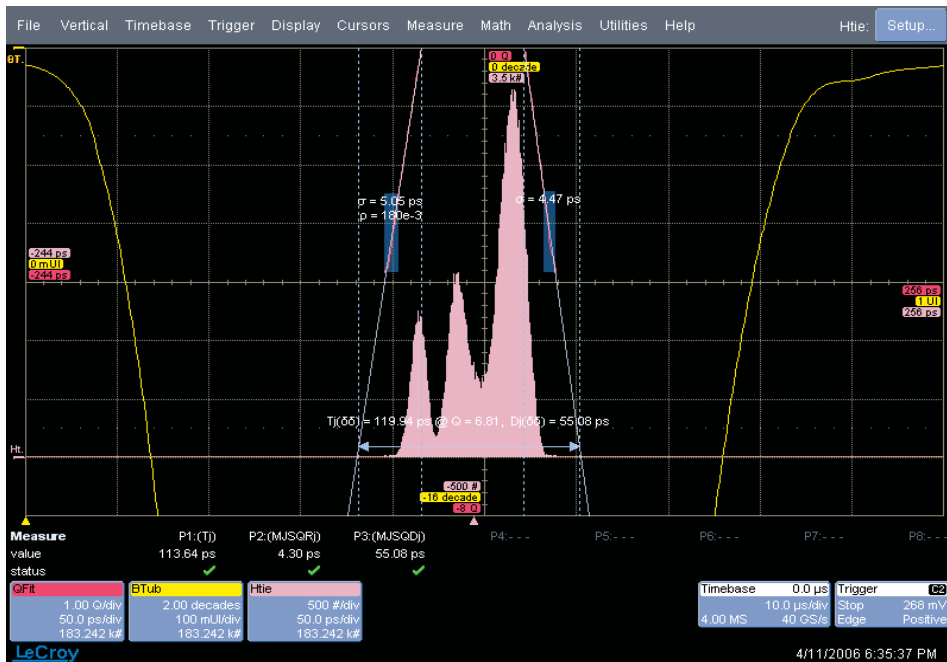 File Vertical Timebase Trigger Display Cursors Measure Math Analysis Utilities Help Htie: Setup...
0 Q
0 decade
3.5 k#
σ = 5.05 ps
ρ = 180e-3
σ = 4.47 ps
-244 ps
0 mUI
-244 ps
256 ps
1 UI
256 ps
Tj(δδ) = 119.94 ps @ Q = 6.81, Dj(δδ) = 55.08 ps
Ht.
-500 #
-16 decade
-8 Q
Measure P1:(Tj) P2:(MJSQRj) P3:(MJSQDj) P4:- - - P5:- - - P6:- - - P7:- - - P8:- - -
value 113.64 ps 4.30 ps 55.08 ps
status
QFit BTub Htie Timebase 0.0 µs Trigger C2
1.00 Q/div 2.00 decades 500 #/div 10.0 µs/div Stop 268 mV
50.0 ps/div 100 mUI/div 50.0 ps/div 4.00 MS 40 GS/s Edge Positive
183.242 k# 183.242 k# 183.242 k#
LeCroy 4/11/2006 6:35:37 PM